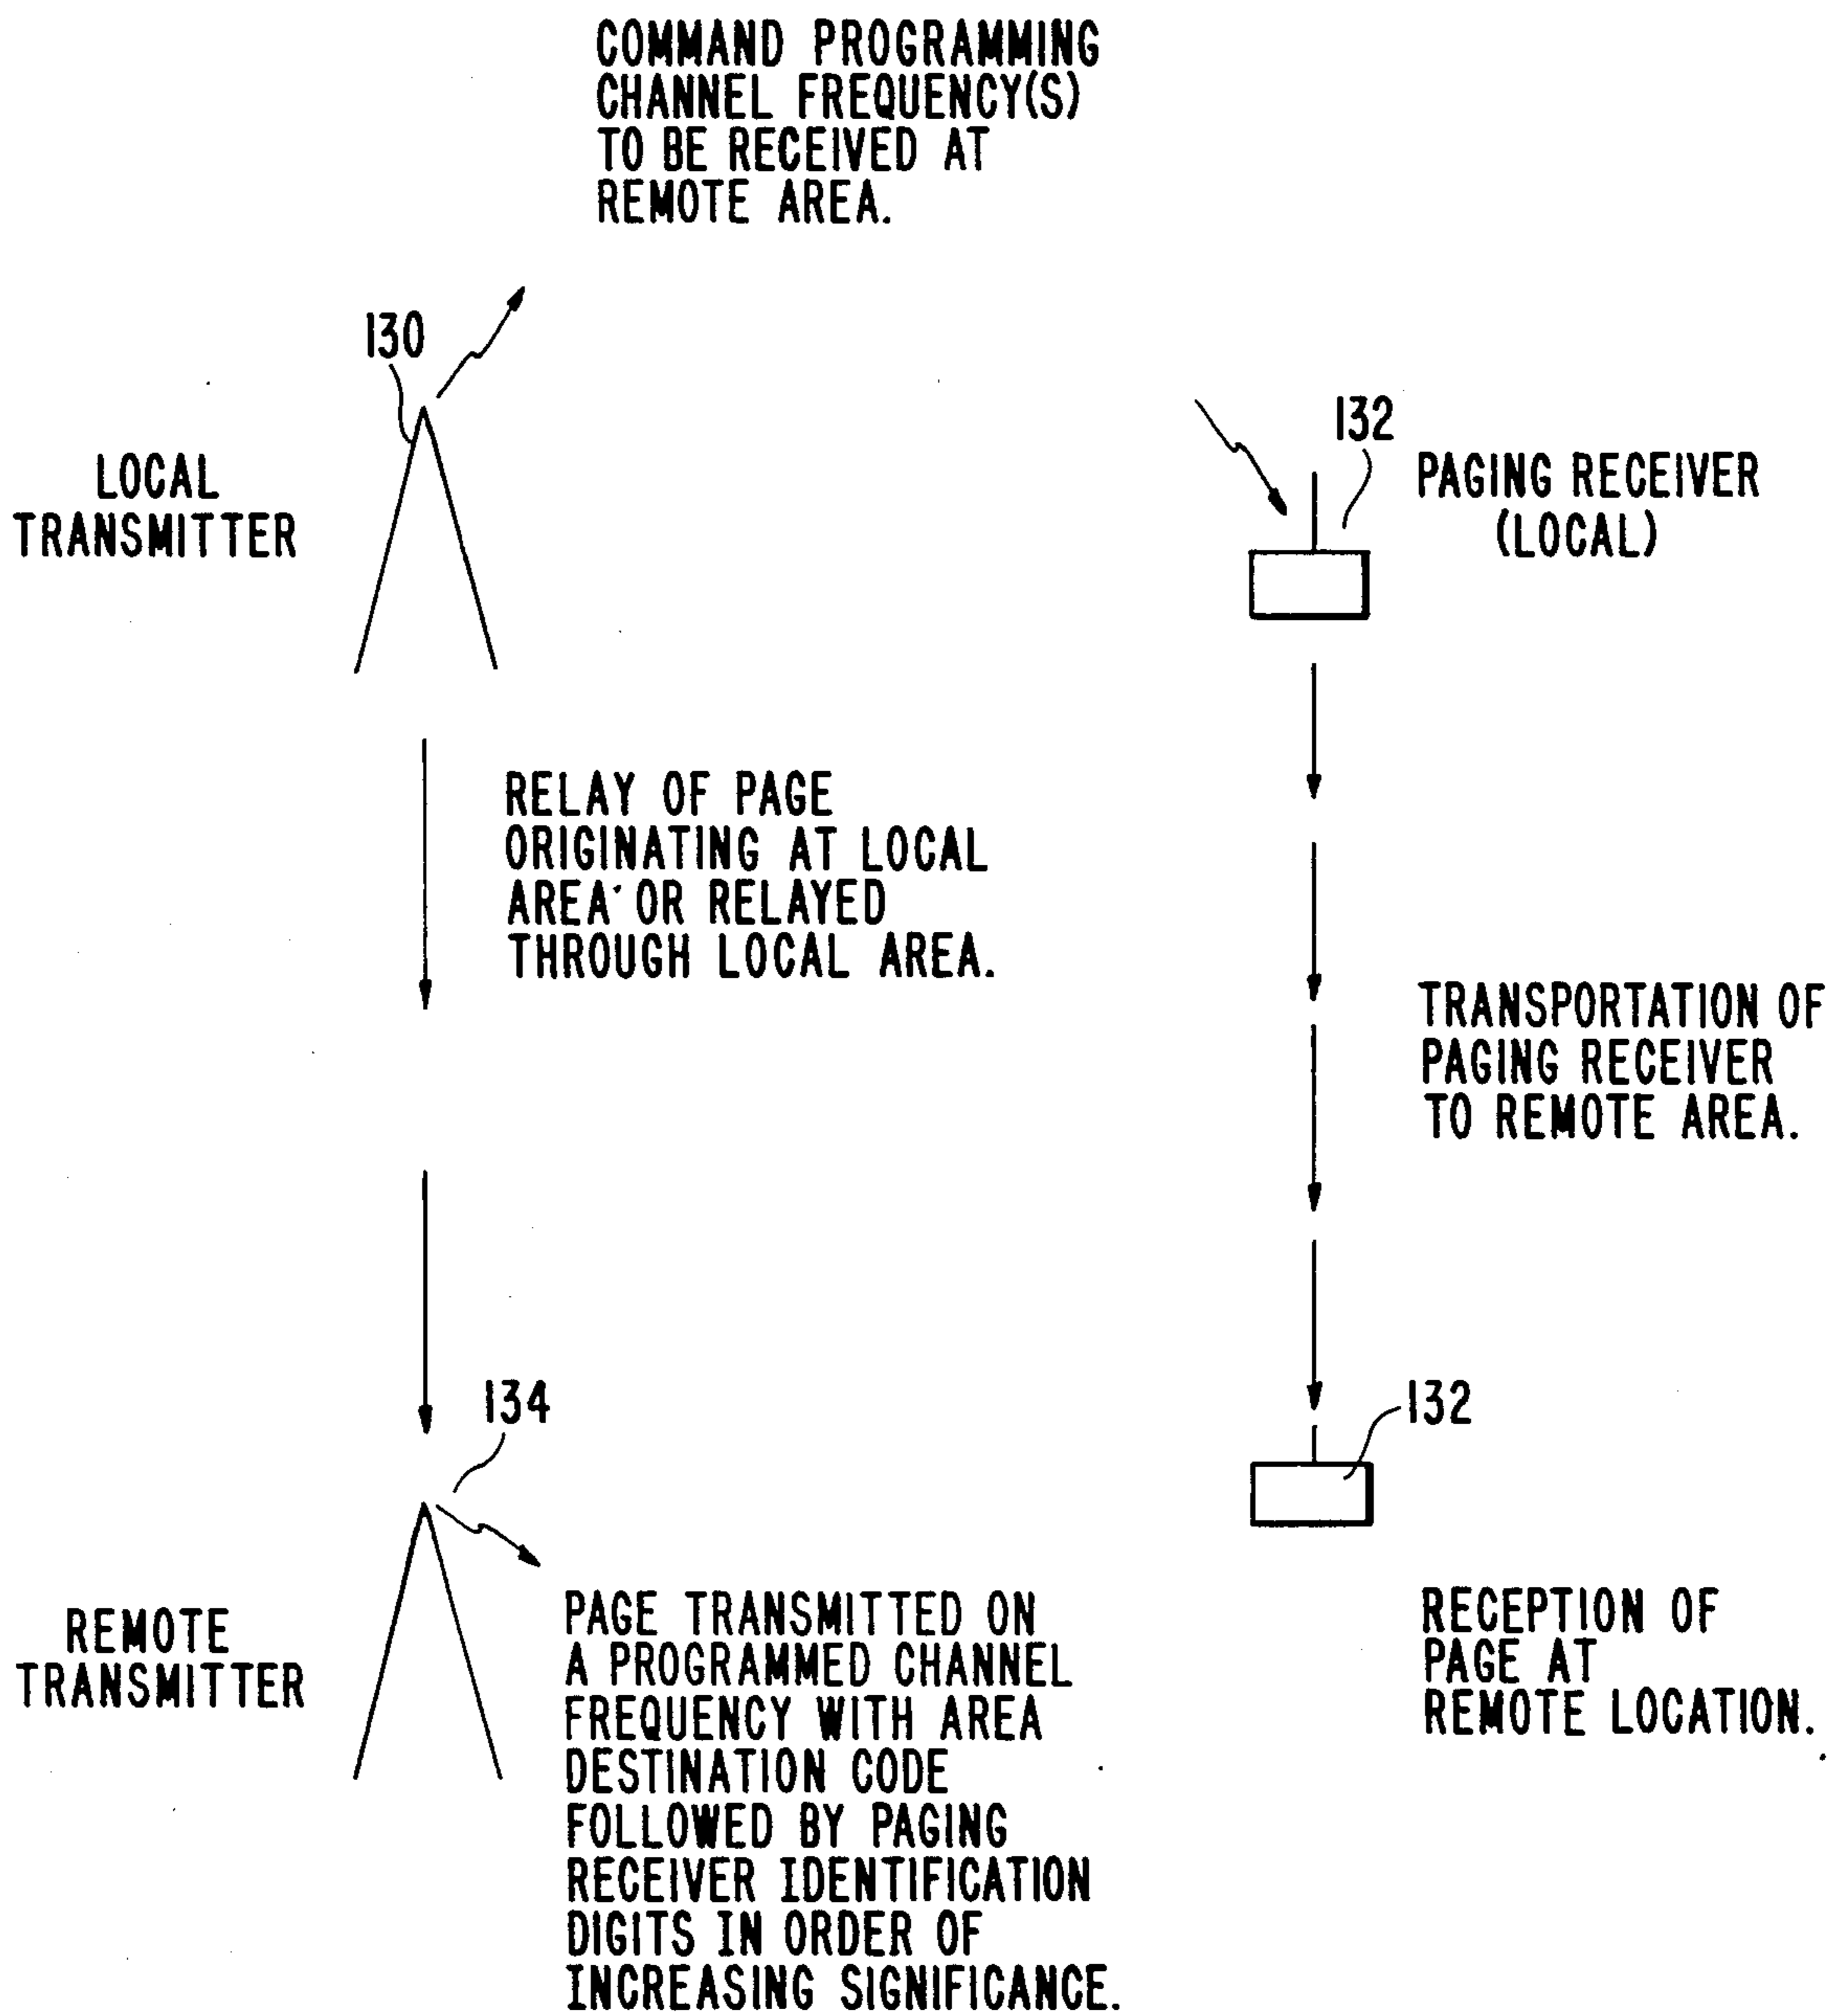 COMMAND PROGRAMMING
CHANNEL FREQUENCY(S)
TO BE RECEIVED AT
REMOTE AREA.
130
LOCAL
TRANSMITTER
132
PAGING RECEIVER
(LOCAL)
RELAY OF PAGE
ORIGINATING AT LOCAL
AREA OR RELAYED
THROUGH LOCAL AREA.
TRANSPORTATION OF
PAGING RECEIVER
TO REMOTE AREA.
134
132
REMOTE
TRANSMITTER
PAGE TRANSMITTED ON
A PROGRAMMED CHANNEL
FREQUENCY WITH AREA
DESTINATION CODE
FOLLOWED BY PAGING
RECEIVER IDENTIFICATION
DIGITS IN ORDER OF
INCREASING SIGNIFICANCE.
RECEPTION OF
PAGE AT
REMOTE LOCATION.